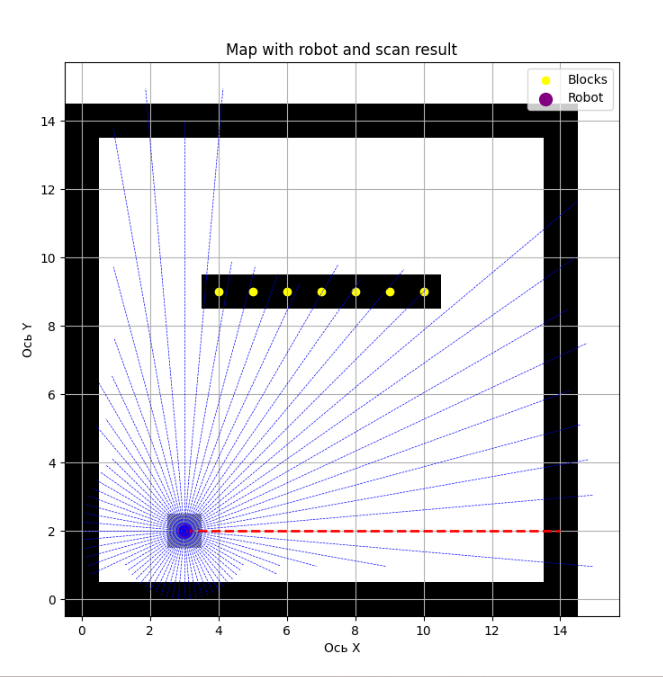 Map with robot and scan result
Blocks
Robot
Ось Y
14
12
10
8
6
4
2
0
0 2 4 6 8 10 12 14
Ось X